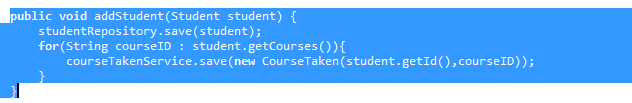 public void addStudent(Student student) {
    studentRepository.save(student);
    for(String courseID : student.getCourses()){
        courseTakenService.save(new CourseTaken(student.getId(),courseID));
    }
}